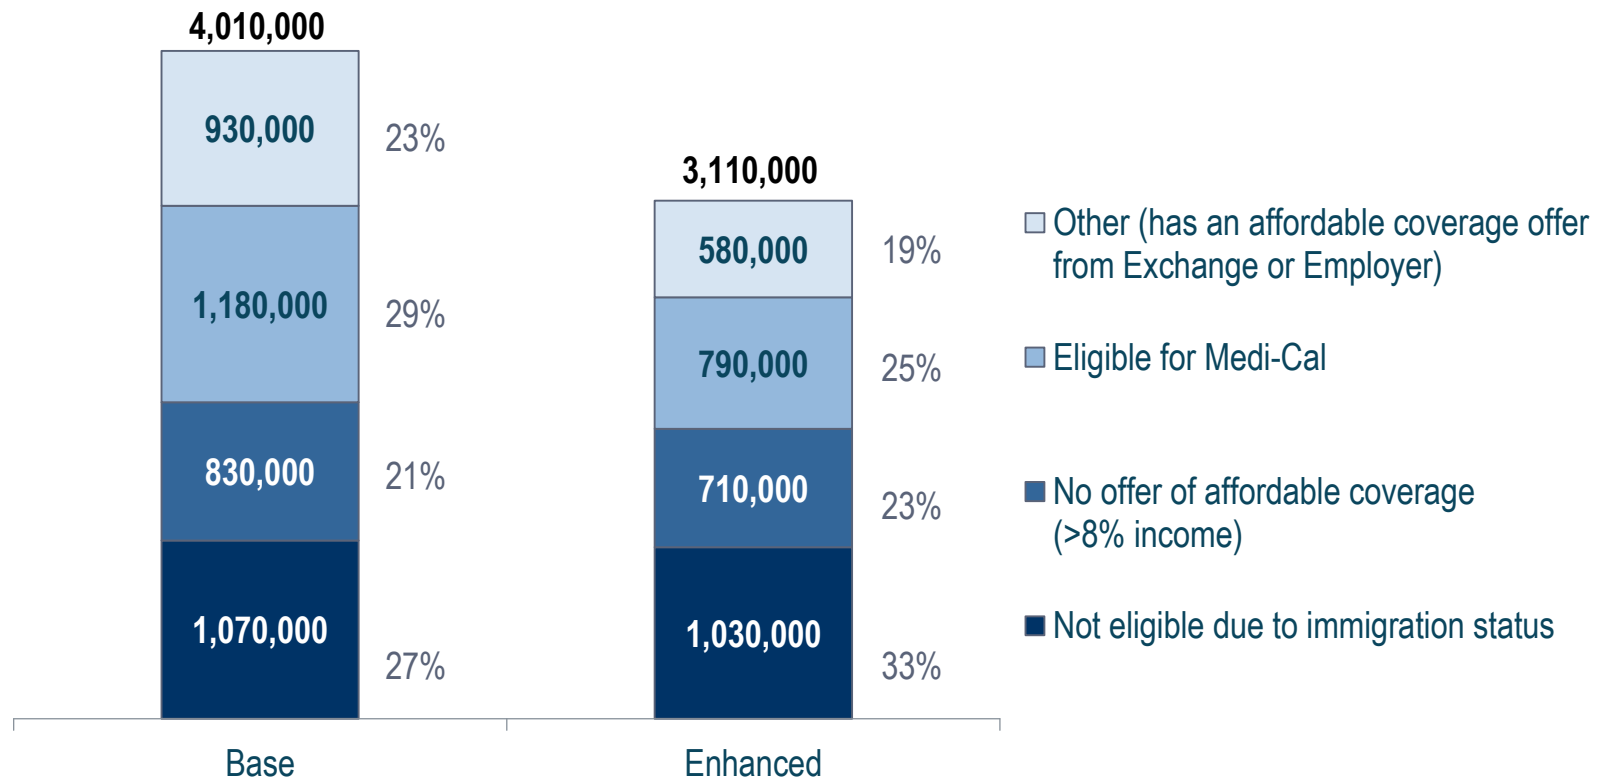 4,010,000
930,000
23%
1,180,000
29%
830,000
21%
1,070,000
27%
Base
3,110,000
580,000
19%
790,000
25%
710,000
23%
1,030,000
33%
Enhanced
Other (has an affordable coverage offer
from Exchange or Employer)
Eligible for Medi-Cal
No offer of affordable coverage
(>8% income)
Not eligible due to immigration status